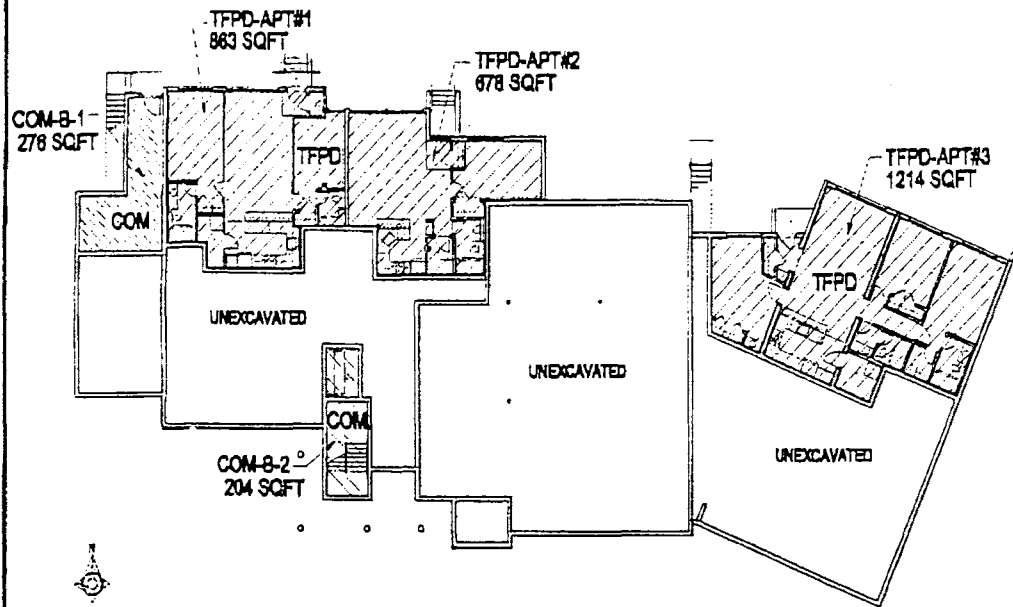 TFPD-APT#1
863 SQFT
TFPD-APT#2
678 SQFT
COM-B-1
276 SQFT
TFPD
TFPD-APT#3
1214 SQFT
COM
TFPD
UNEXCAVATED
UNEXCAVATED
COM
UNEXCAVATED
COM-B-2
204 SQFT
N